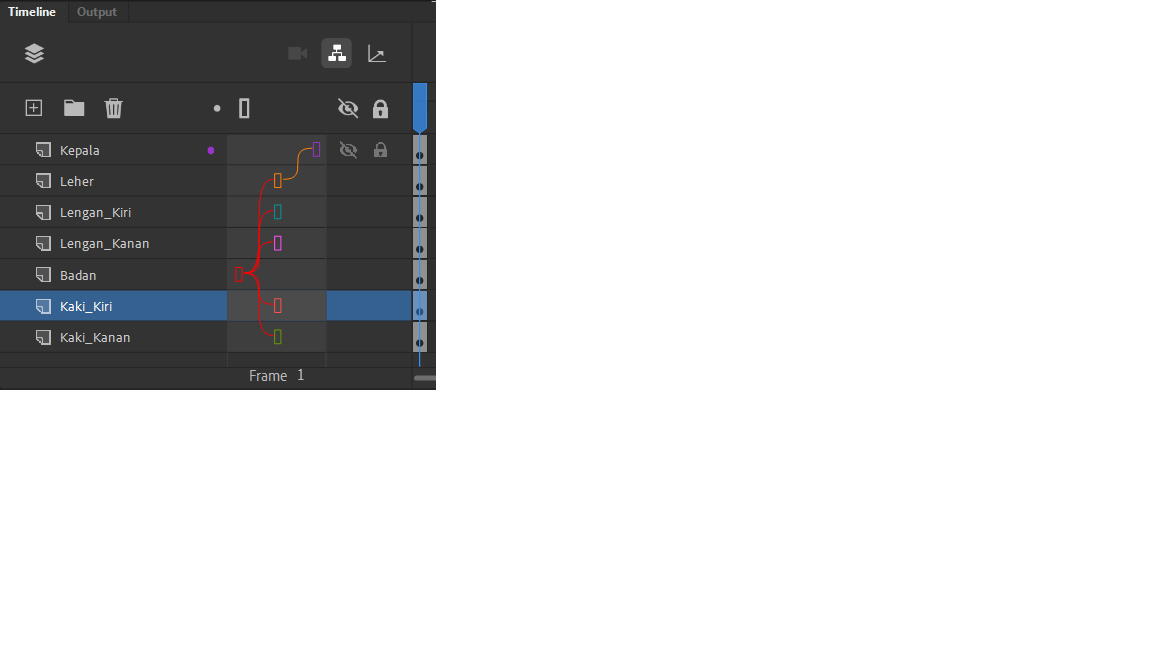 Timeline Output
Kepala
Leher
Lengan_Kiri
Lengan_Kanan
Badan
Kaki_Kiri
Kaki_Kanan
Frame 1